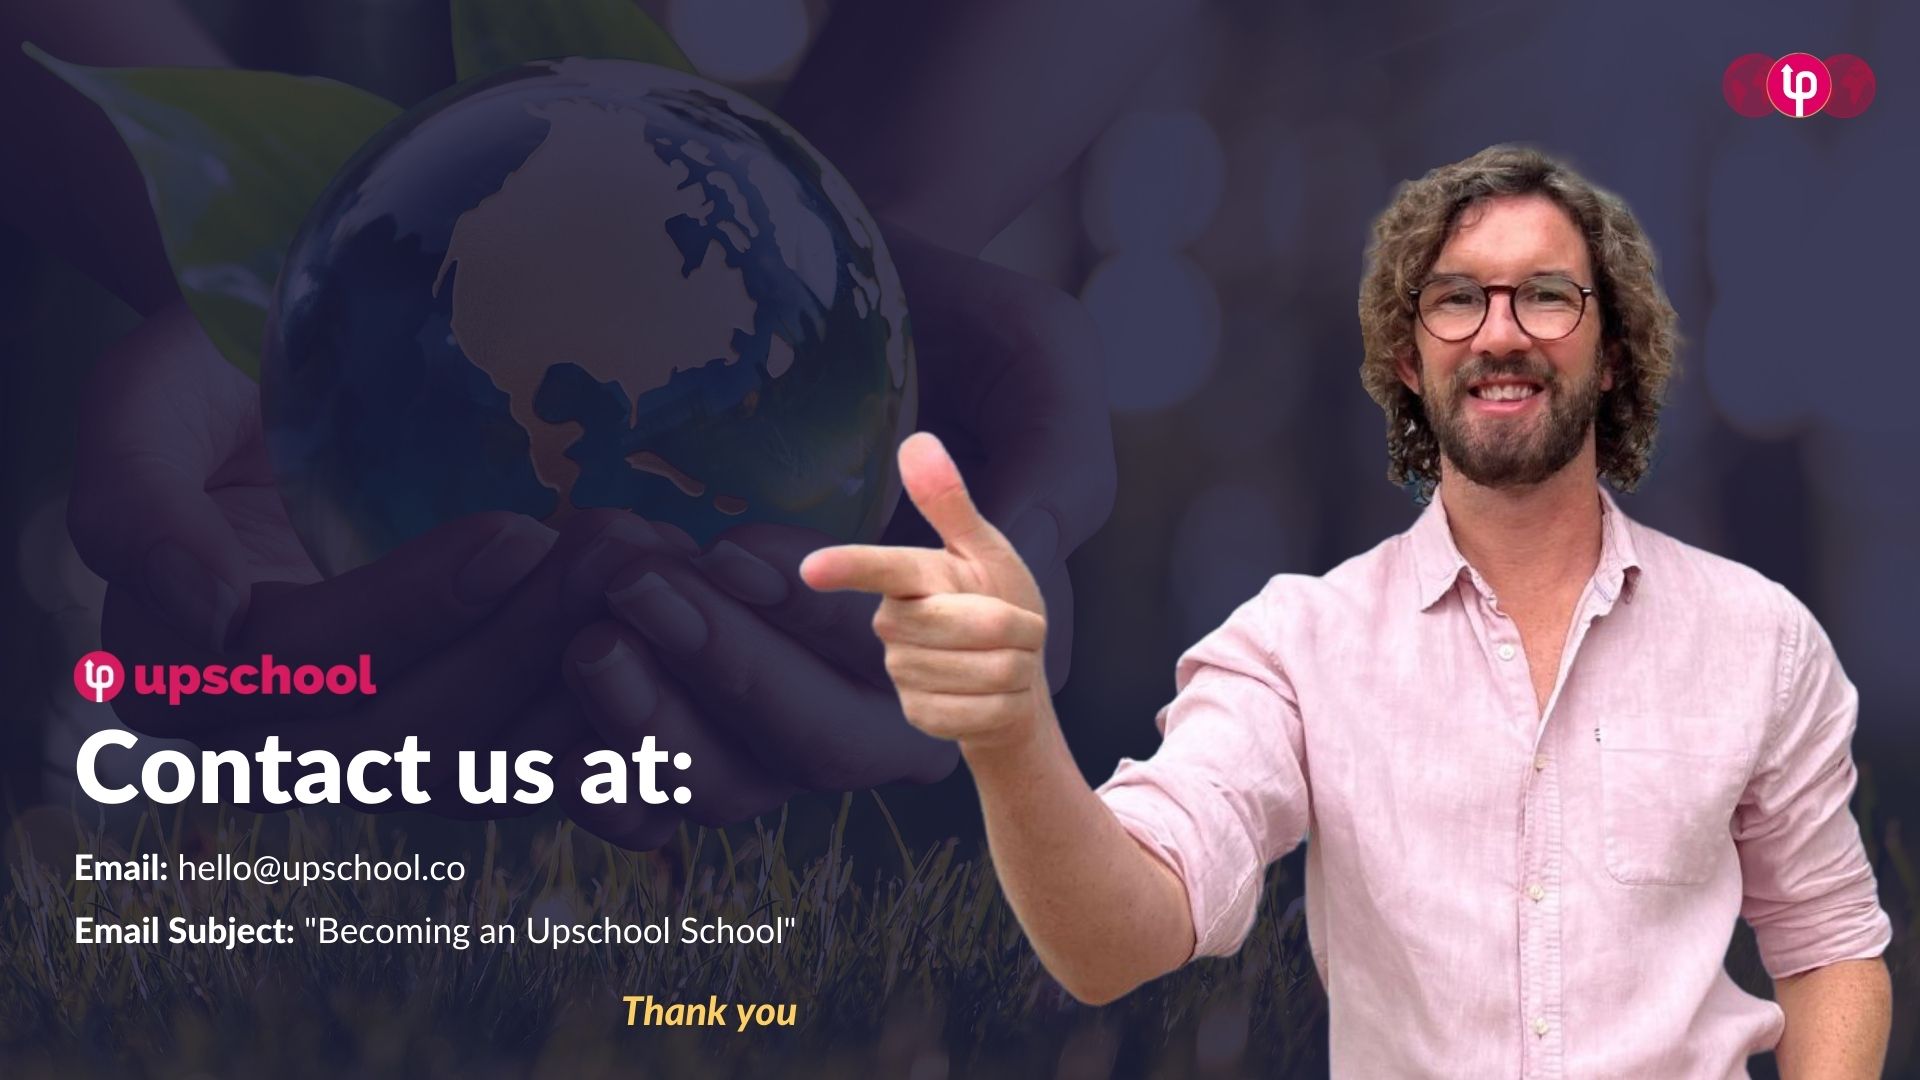 upschool
Contact us at:
Email: hello@upschool.co
Email Subject: "Becoming an Upschool School"
Thank you